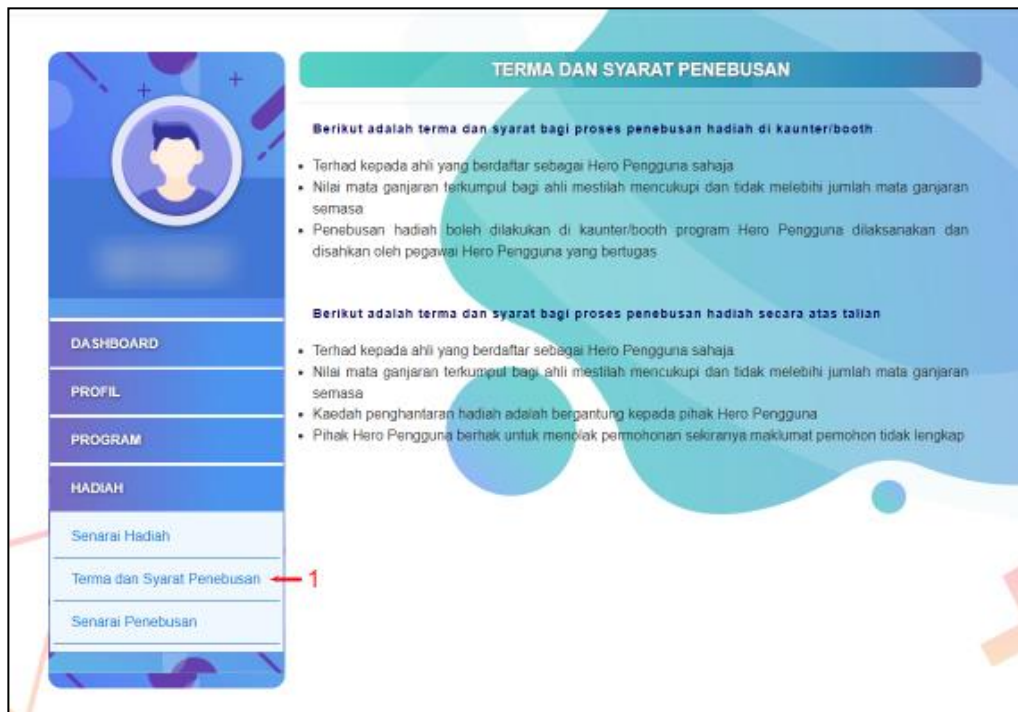 TERMA DAN SYARAT PENEBUSAN
Berikut adalah terma dan syarat bagi proses penebusan hadiah di kaunter/booth
• Terhad kepada ahli yang berdaftar sebagai Hero Pengguna sahaja
• Nilai mata ganjaran terkumpul bagi ahli mestilah mencukupi dan tidak melebihi jumlah mata ganjaran
semasa
• Penebusan hadiah boleh dilakukan di kaunter/booth program Hero Pengguna dilaksanakan dan
disahkan oleh pegawai Hero Pengguna yang bertugas
Berikut adalah terma dan syarat bagi proses penebusan hadiah secara atas talian
• Terhad kepada ahli yang berdaftar sebagai Hero Pengguna sahaja
• Nilai mata ganjaran terkumpul bagi ahli mestilah mencukupi dan tidak melebihi jumlah mata ganjaran
semasa
• Kaedah penghantaran hadiah adalah bergantung kepada pihak Hero Pengguna
• Pihak Hero Pengguna berhak untuk menolak permohonan sekiranya maklumat pemohon tidak lengkap
DASHBOARD
PROFIL
PROGRAM
HADIAH
Senarai Hadiah
Terma dan Syarat Penebusan
1
Senarai Penebusan